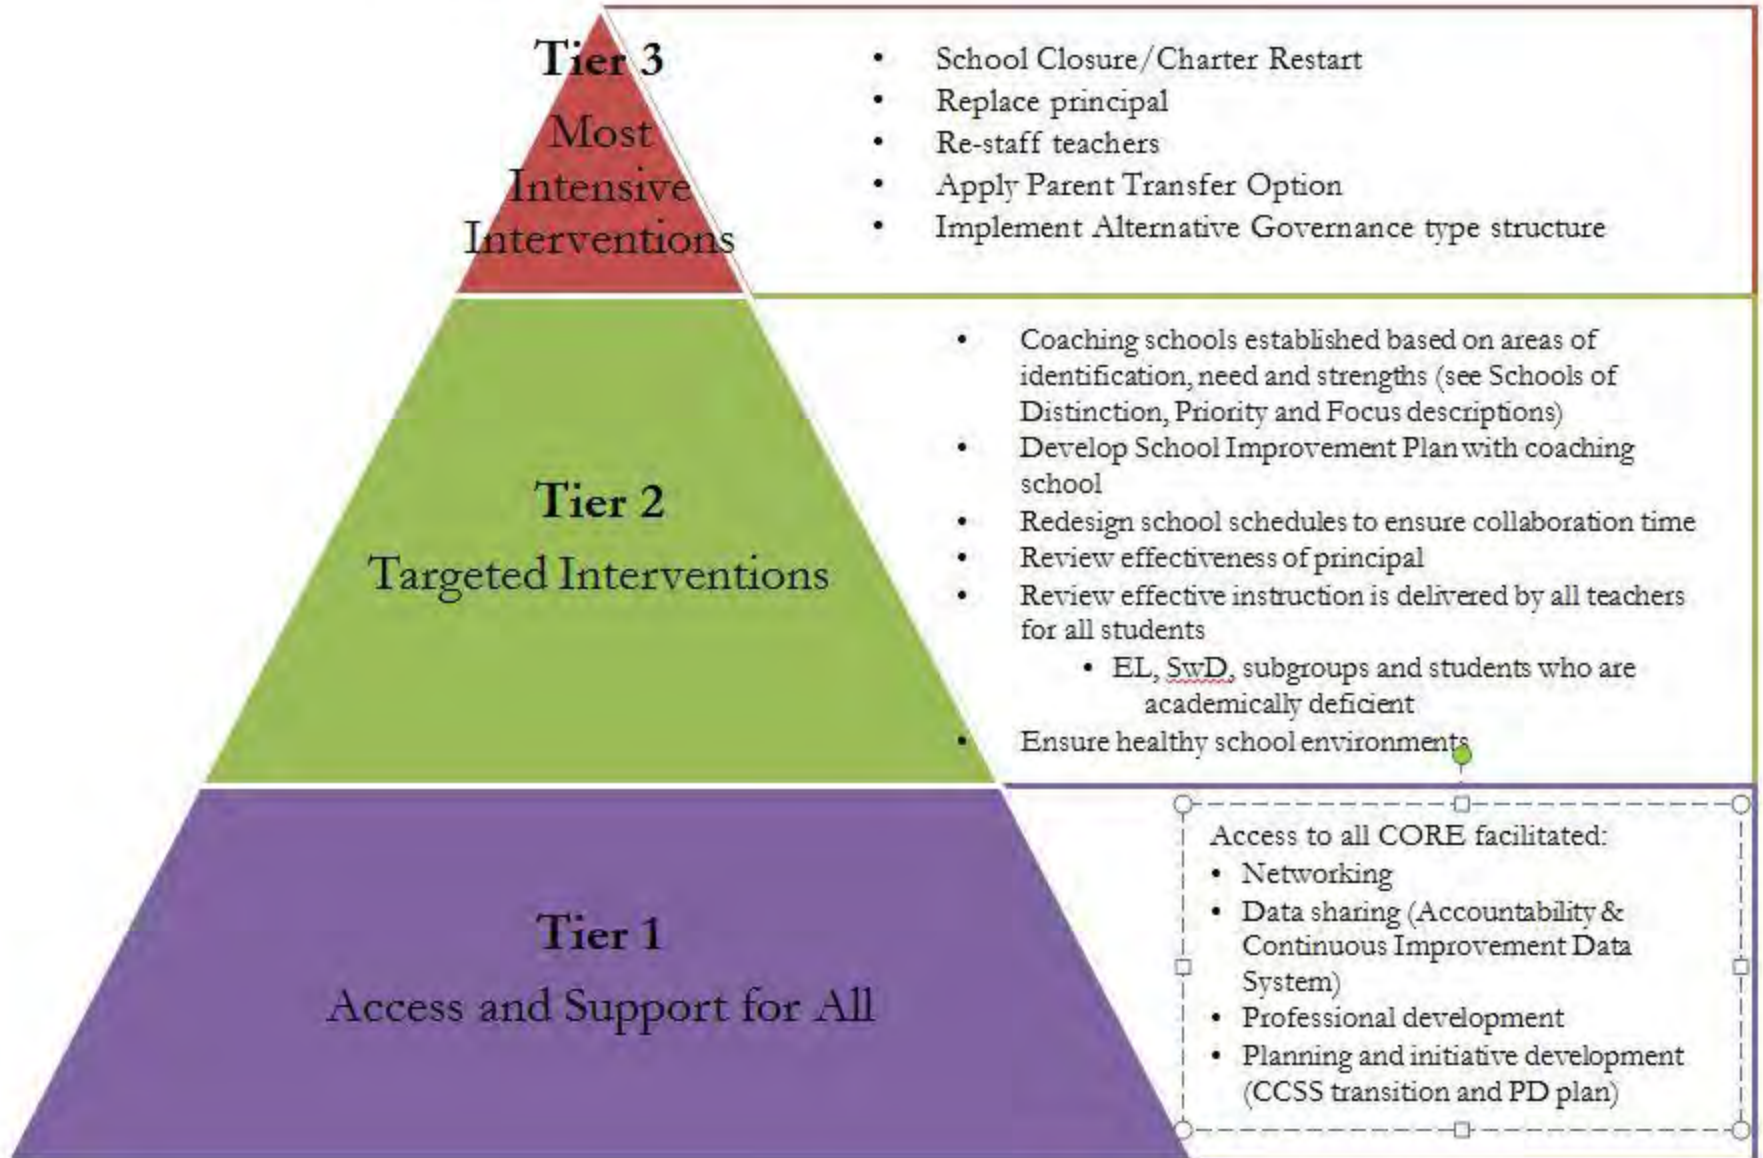 Tier 3
Most
Intensive
Interventions
• School Closure/Charter Restart
• Replace principal
• Re-staff teachers
• Apply Parent Transfer Option
• Implement Alternative Governance type structure
Tier 2
Targeted Interventions
• Coaching schools established based on areas of
identification, need and strengths (see Schools of
Distinction, Priority and Focus descriptions)
• Develop School Improvement Plan with coaching
school
• Redesign school schedules to ensure collaboration time
• Review effectiveness of principal
• Review effective instruction is delivered by all teachers
for all students
• EL, SwD, subgroups and students who are
academically deficient
• Ensure healthy school environments
Tier 1
Access and Support for All
Access to all CORE facilitated:
• Networking
• Data sharing (Accountability &
Continuous Improvement Data
System)
• Professional development
• Planning and initiative development
(CCSS transition and PD plan)